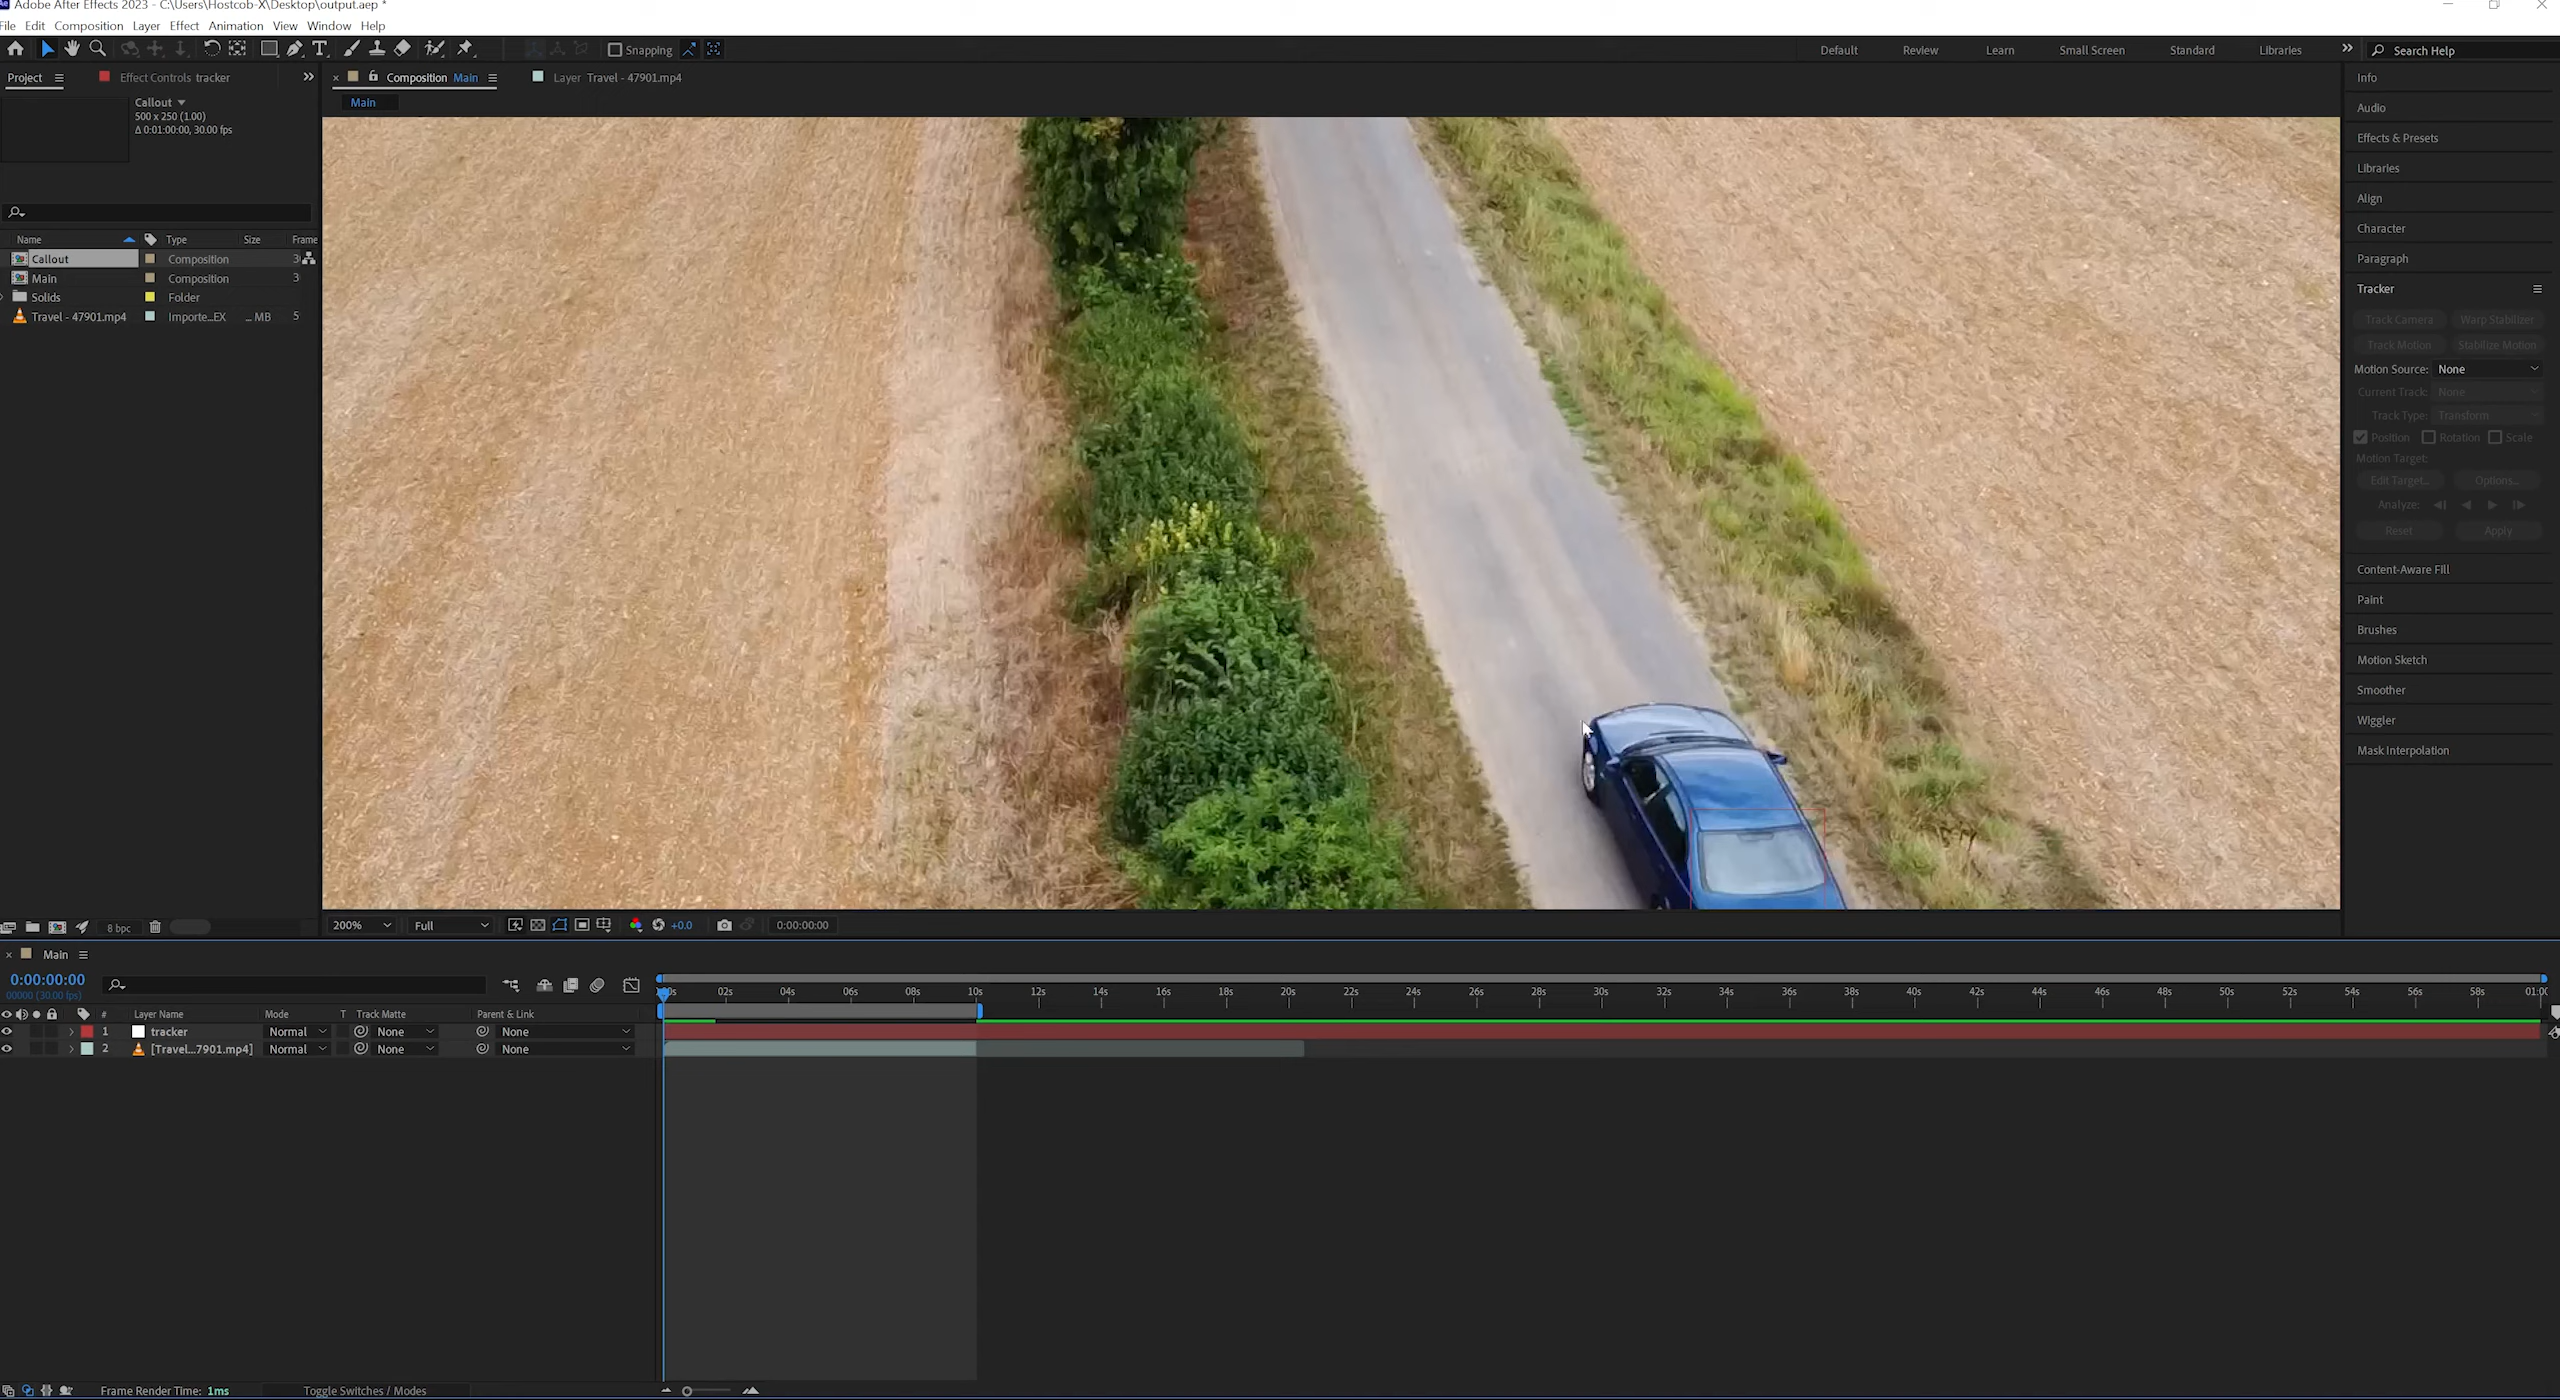 Adobe After Effects 2023 - C:\Users\Hostcob-X\Desktop\output.aep *
File Edit Composition Layer Effect Animation View Window Help
Snapping
Default Review Learn Small Screen Standard Libraries Search Help
Project Effect Controls tracker
Composition Main Layer Travel - 47901.mp4
Main
Callout
500 x 250 (1.00)
Δ 0:01:00:00, 30.00 fps
Name Type Size Frame
Callout Composition 3
Main Composition 3
Solids Folder
Travel - 47901.mp4 Importe...EX ... MB 5
8 bpc
200% Full +0.0 0:00:00:00
Info
Audio
Effects & Presets
Libraries
Align
Character
Paragraph
Tracker
Track Camera Warp Stabilizer
Track Motion Stabilize Motion
Motion Source: None
Current Track: None
Track Type: Transform
Position Rotation Scale
Motion Target:
Edit Target... Options...
Analyze:
Reset Apply
Content-Aware Fill
Paint
Brushes
Motion Sketch
Smoother
Wiggler
Mask Interpolation
Main
0:00:00:00
00000 (30.00 fps)
02s 04s 06s 08s 10s 12s 14s 16s 18s 20s 22s 24s 26s 28s 30s 32s 34s 36s 38s 40s 42s 44s 46s 48s 50s 52s 54s 56s 58s
# Layer Name Mode T Track Matte Parent & Link
1 tracker Normal None None
2 [Travel...7901.mp4] Normal None None
Frame Render Time: 1ms Toggle Switches / Modes